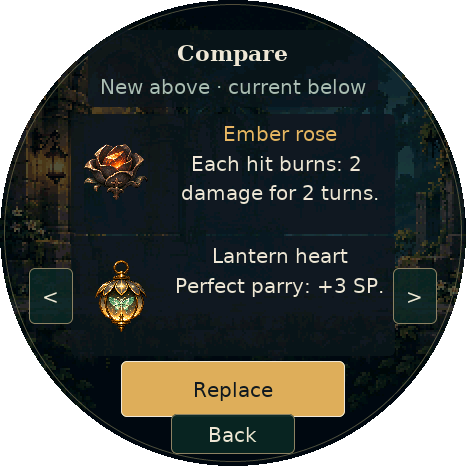 Compare
New above · current below
Ember rose
Each hit burns: 2
damage for 2 turns.
Lantern heart
Perfect parry: +3 SP.
<
>
Replace
Back